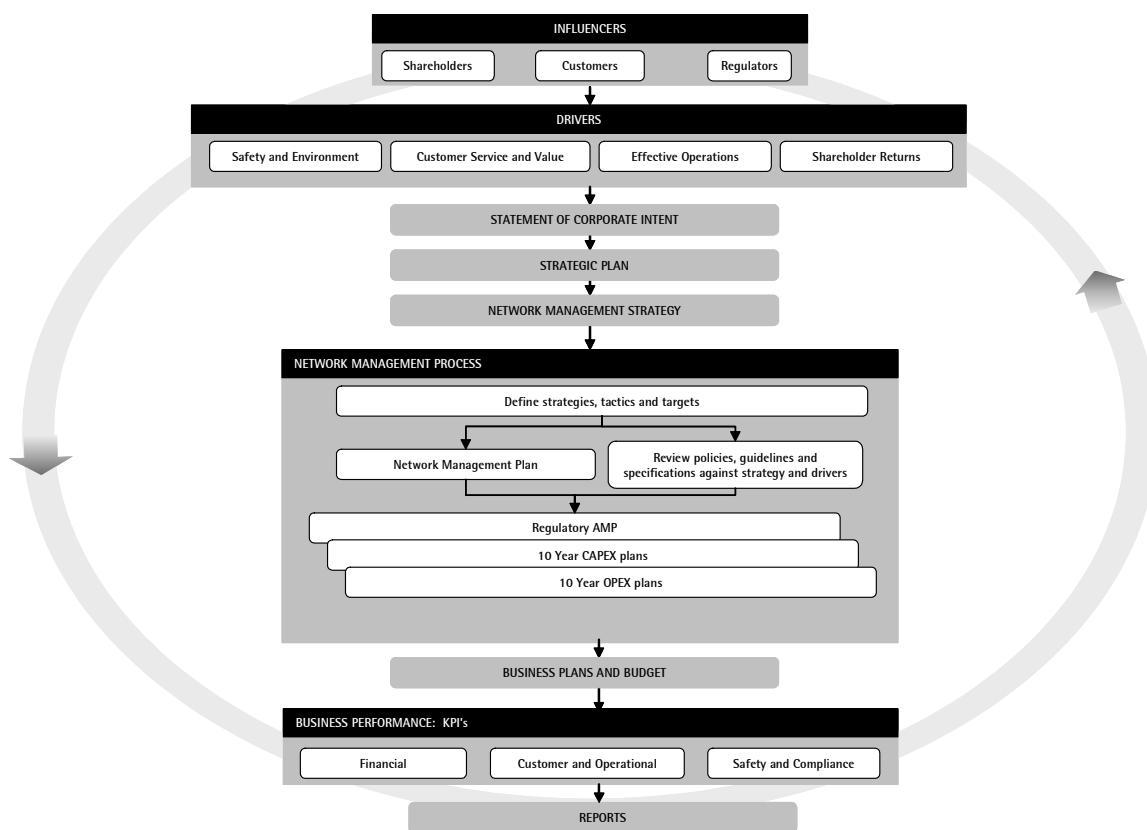 INFLUENCERS
Shareholders
Customers
Regulators
DRIVERS
Safety and Environment
Customer Service and Value
Effective Operations
Shareholder Returns
STATEMENT OF CORPORATE INTENT
STRATEGIC PLAN
NETWORK MANAGEMENT STRATEGY
NETWORK MANAGEMENT PROCESS
Define strategies, tactics and targets
Network Management Plan
Review policies, guidelines and
specifications against strategy and drivers
Regulatory AMP
10 Year CAPEX plans
10 Year OPEX plans
BUSINESS PLANS AND BUDGET
BUSINESS PERFORMANCE: KPI's
Financial
Customer and Operational
Safety and Compliance
REPORTS